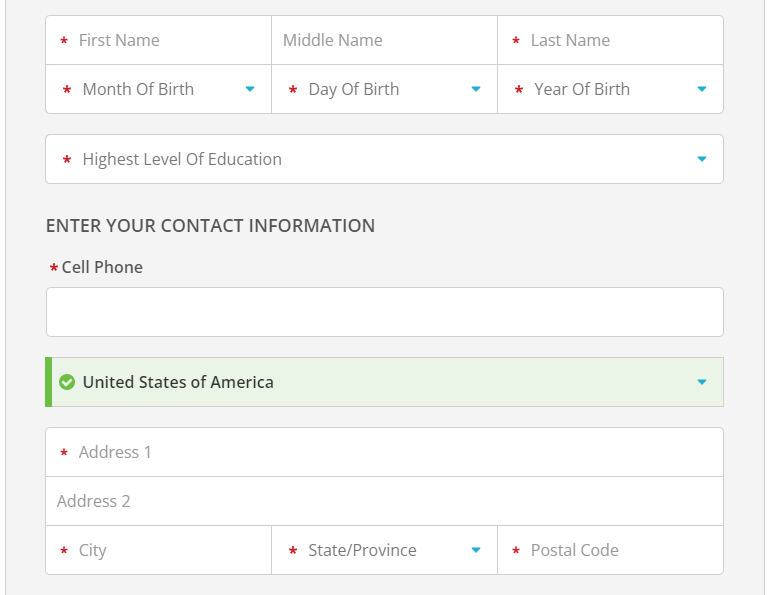 * First Name Middle Name * Last Name
* Month Of Birth * Day Of Birth * Year Of Birth
* Highest Level Of Education
ENTER YOUR CONTACT INFORMATION
* Cell Phone
United States of America
* Address 1
Address 2
* City * State/Province * Postal Code